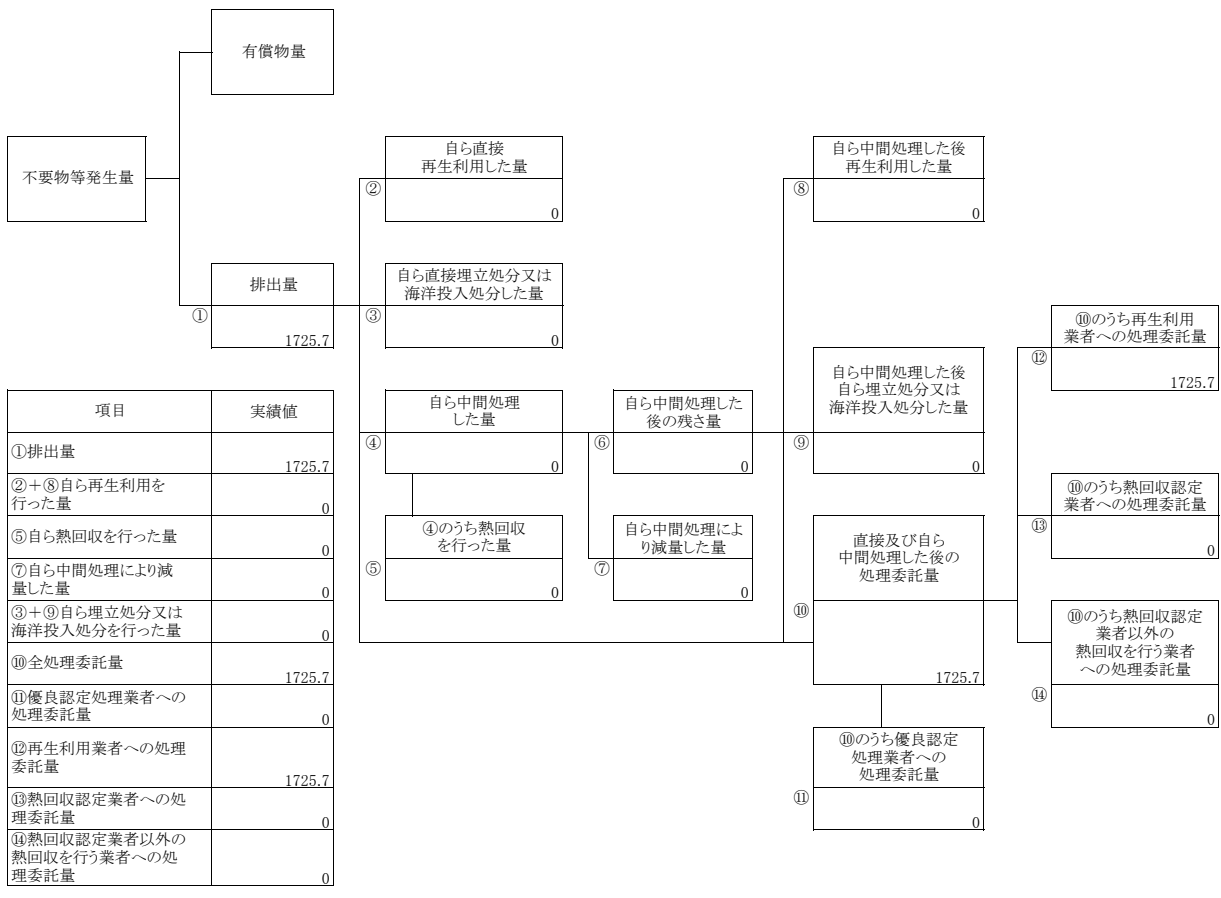 有償物量
不要物等発生量
排出量
①
1725.7
自ら直接
再生利用した量
②
0
自ら直接埋立処分又は
海洋投入処分した量
③
0
自ら中間処理
した量
④
0
④のうち熱回収
を行った量
⑤
0
自ら中間処理した
後の残さ量
⑥
0
自ら中間処理によ
り減量した量
⑦
0
自ら中間処理した後
再生利用した量
⑧
0
自ら中間処理した後
自ら埋立処分又は
海洋投入処分した量
⑨
0
直接及び自ら
中間処理した後の
処理委託量
⑩
1725.7
⑩のうち優良認定
処理業者への
処理委託量
⑪
0
⑩のうち再生利用
業者への処理委託量
⑫
1725.7
⑩のうち熱回収認定
業者への処理委託量
⑬
0
⑩のうち熱回収認定
業者以外の
熱回収を行う業者
への処理委託量
⑭
0
項目 実績値
①排出量
1725.7
②＋⑧自ら再生利用を
行った量
0
⑤自ら熱回収を行った量
0
⑦自ら中間処理により減
量した量
0
③＋⑨自ら埋立処分又は
海洋投入処分を行った量
0
⑩全処理委託量
1725.7
⑪優良認定処理業者への
処理委託量
0
⑫再生利用業者への処理
委託量
1725.7
⑬熱回収認定業者への処
理委託量
0
⑭熱回収認定業者以外の
熱回収を行う業者への処
理委託量
0